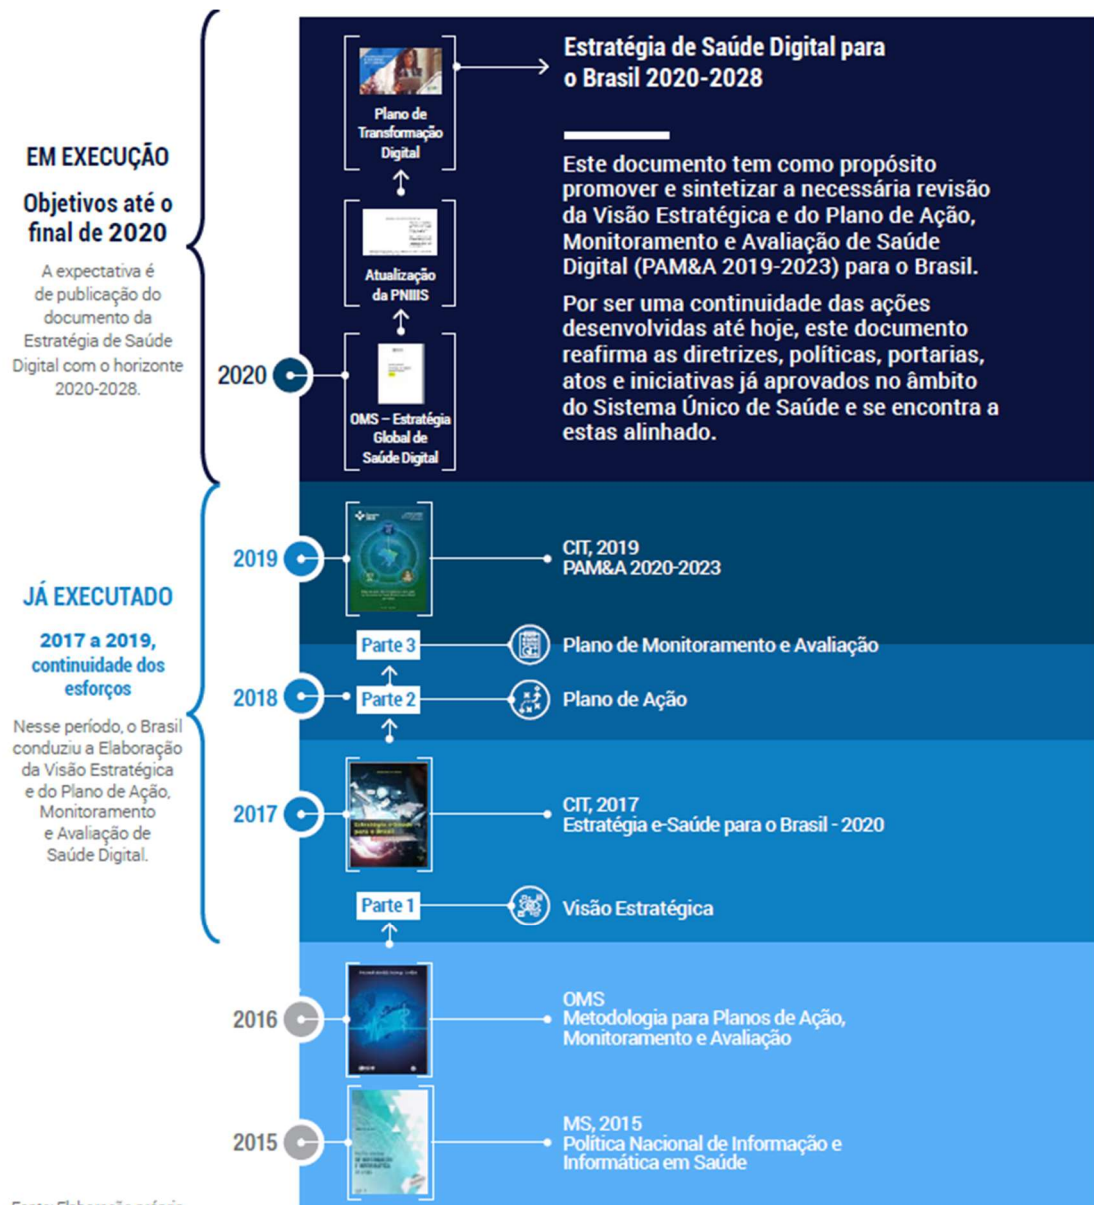 Estratégia de Saúde Digital para
o Brasil 2020-2028
Plano de
Transformação
Digital
EM EXECUÇÃO
Objetivos até o
final de 2020
A expectativa é
de publicação do
documento da
Estratégia de Saúde
Digital com o horizonte
2020-2028.
Este documento tem como propósito
promover e sintetizar a necessária revisão
da Visão Estratégica e do Plano de Ação,
Monitoramento e Avaliação de Saúde
Digital (PAM&A 2019-2023) para o Brasil.
Por ser uma continuidade das ações
desenvolvidas até hoje, este documento
reafirma as diretrizes, políticas, portarias,
atos e iniciativas já aprovados no âmbito
do Sistema Único de Saúde e se encontra a
estas alinhado.
Atualização
da PNIIIS
2020
OMS – Estratégia
Global de
Saúde Digital
JÁ EXECUTADO
2017 a 2019,
continuidade dos
esforços
Nesse período, o Brasil
conduziu a Elaboração
da Visão Estratégica
e do Plano de Ação,
Monitoramento
e Avaliação de
Saúde Digital.
2019
CIT, 2019
PAM&A 2020-2023
Parte 3
Plano de Monitoramento e Avaliação
2018
Parte 2
Plano de Ação
2017
Estratégia e-Saúde
para o Brasil
CIT, 2017
Estratégia e-Saúde para o Brasil - 2020
Parte 1
Visão Estratégica
2016
OMS
Metodologia para Planos de Ação,
Monitoramento e Avaliação
2015
MS, 2015
Política Nacional de Informação e
Informática em Saúde